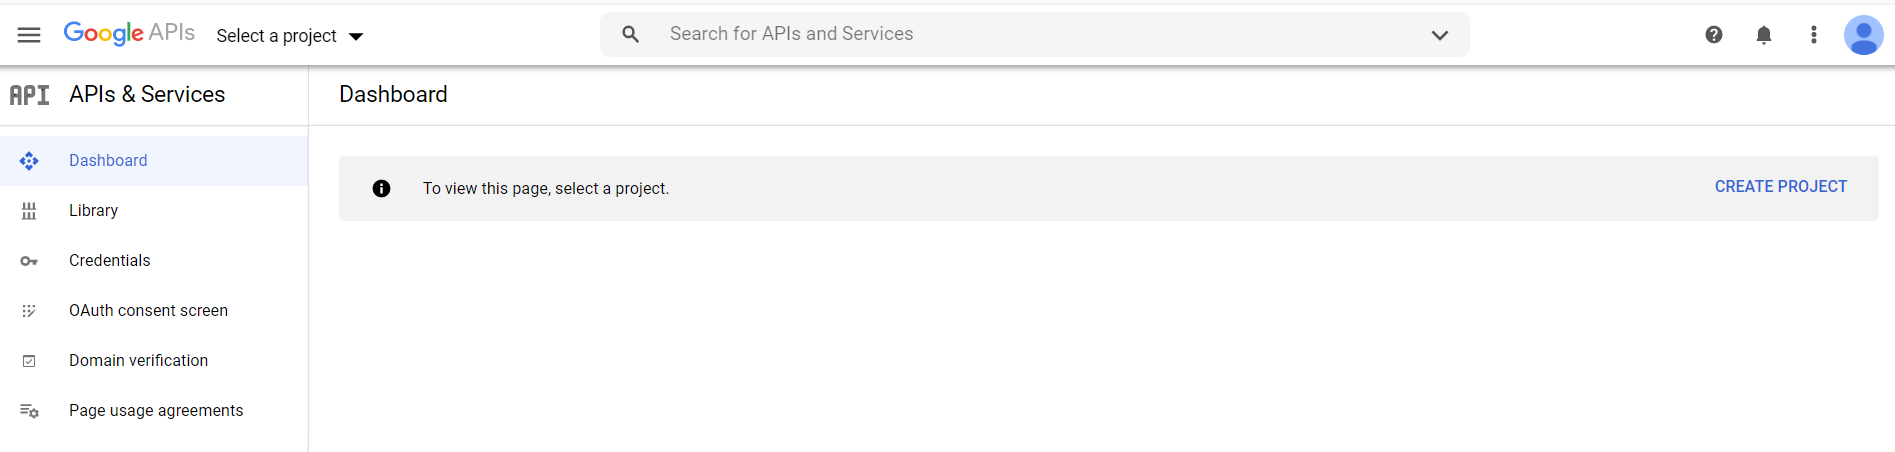 Google APIs Select a project Search for APIs and Services
API APIs & Services
Dashboard
Library
Credentials
OAuth consent screen
Domain verification
Page usage agreements
Dashboard
To view this page, select a project. CREATE PROJECT